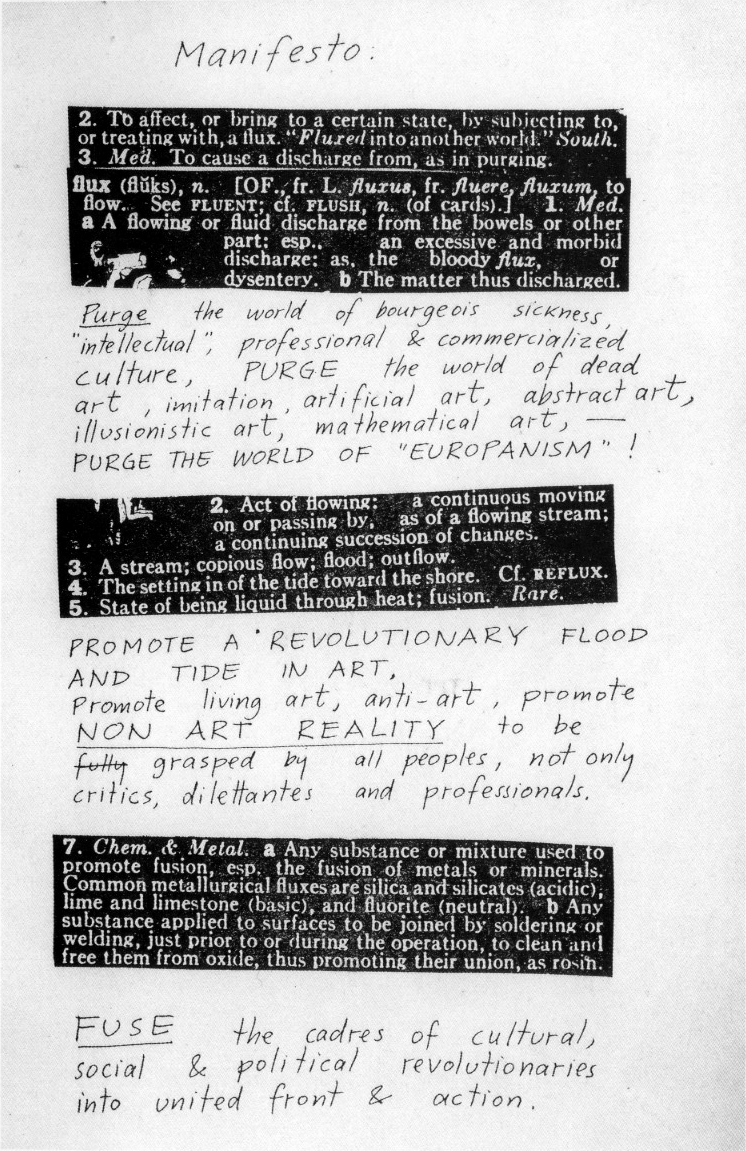 Manifesto:
2. To affect, or bring to a certain state, by subjecting to,
or treating with, a flux. "Fluxed into another world." South.
3. Med. To cause a discharge from, as in purging.
flux (flŭks), n. [OF., fr. L. fluxus, fr. fluere, fluxum, to
flow. See FLUENT; cf. FLUSH, n. (of cards).] 1. Med.
a A flowing or fluid discharge from the bowels or other
part: esp., an excessive and morbid
discharge: as, the bloody flux, or
dysentery. b The matter thus discharged.
Purge the world of bourgeois sickness,
"intellectual", professional & commercialized
culture, PURGE the world of dead
art, imitation, artificial art, abstract art,
illusionistic art, mathematical art, —
PURGE THE WORLD OF "EUROPANISM"!
2. Act of flowing: a continuous moving
on or passing by, as of a flowing stream;
a continuing succession of changes.
3. A stream; copious flow; flood; outflow.
4. The setting in of the tide toward the shore. Cf. REFLUX.
5. State of being liquid through heat; fusion. Rare.
PROMOTE A REVOLUTIONARY FLOOD
AND TIDE IN ART,
Promote living art, anti-art, promote
NON ART REALITY to be
fully grasped by all peoples, not only
critics, dilettantes and professionals.
7. Chem. & Metal. a Any substance or mixture used to
promote fusion, esp. the fusion of metals or minerals.
Common metallurgical fluxes are silica and silicates (acidic),
lime and limestone (basic), and fluorite (neutral). b Any
substance applied to surfaces to be joined by soldering or
welding, just prior to or during the operation, to clean and
free them from oxide, thus promoting their union, as rosin.
FUSE the cadres of cultural,
social & political revolutionaries
into united front & action.